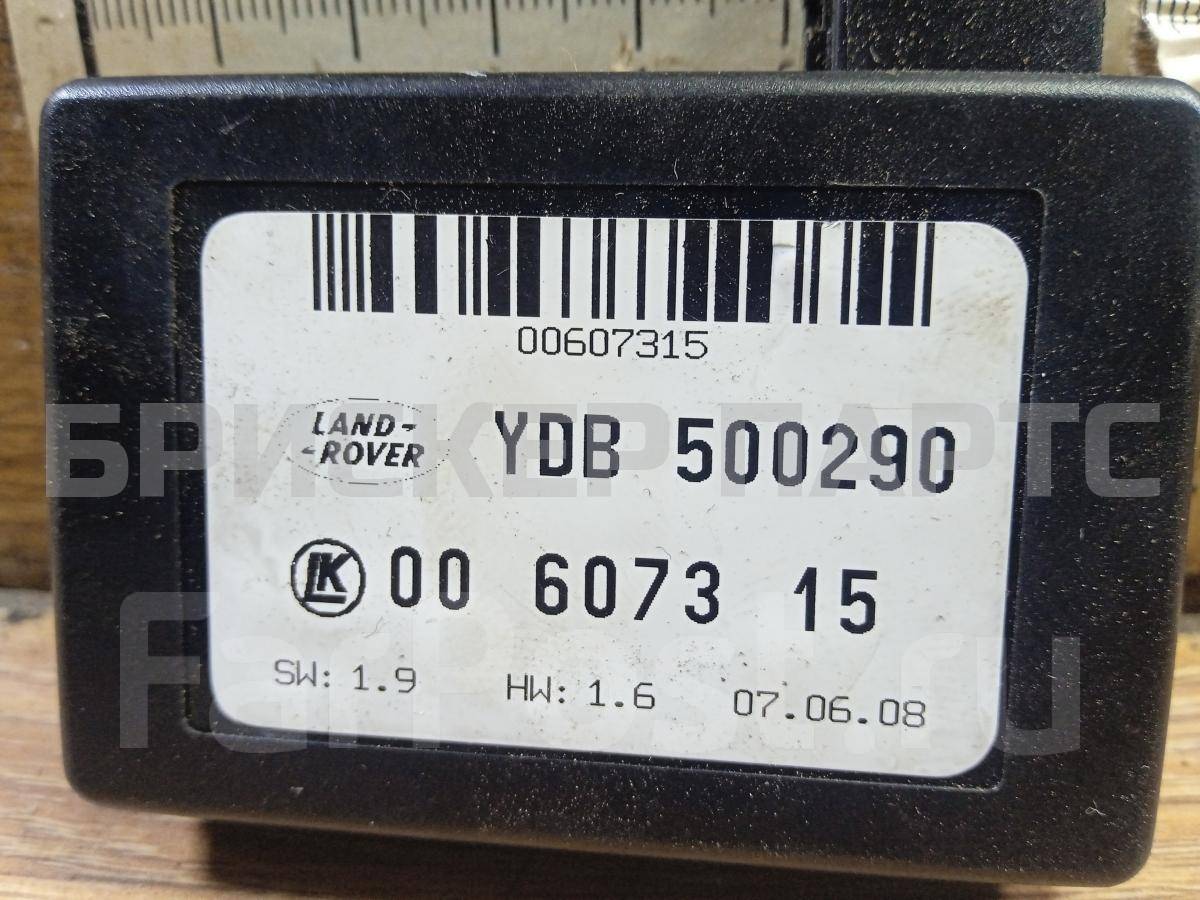 00607315
LAND-
-ROVER
YDB 500290
LK 00 6073 15
SW: 1.9 HW: 1.6 07.06.08
БРИСКЕР ПАРТС
FarPost.ru